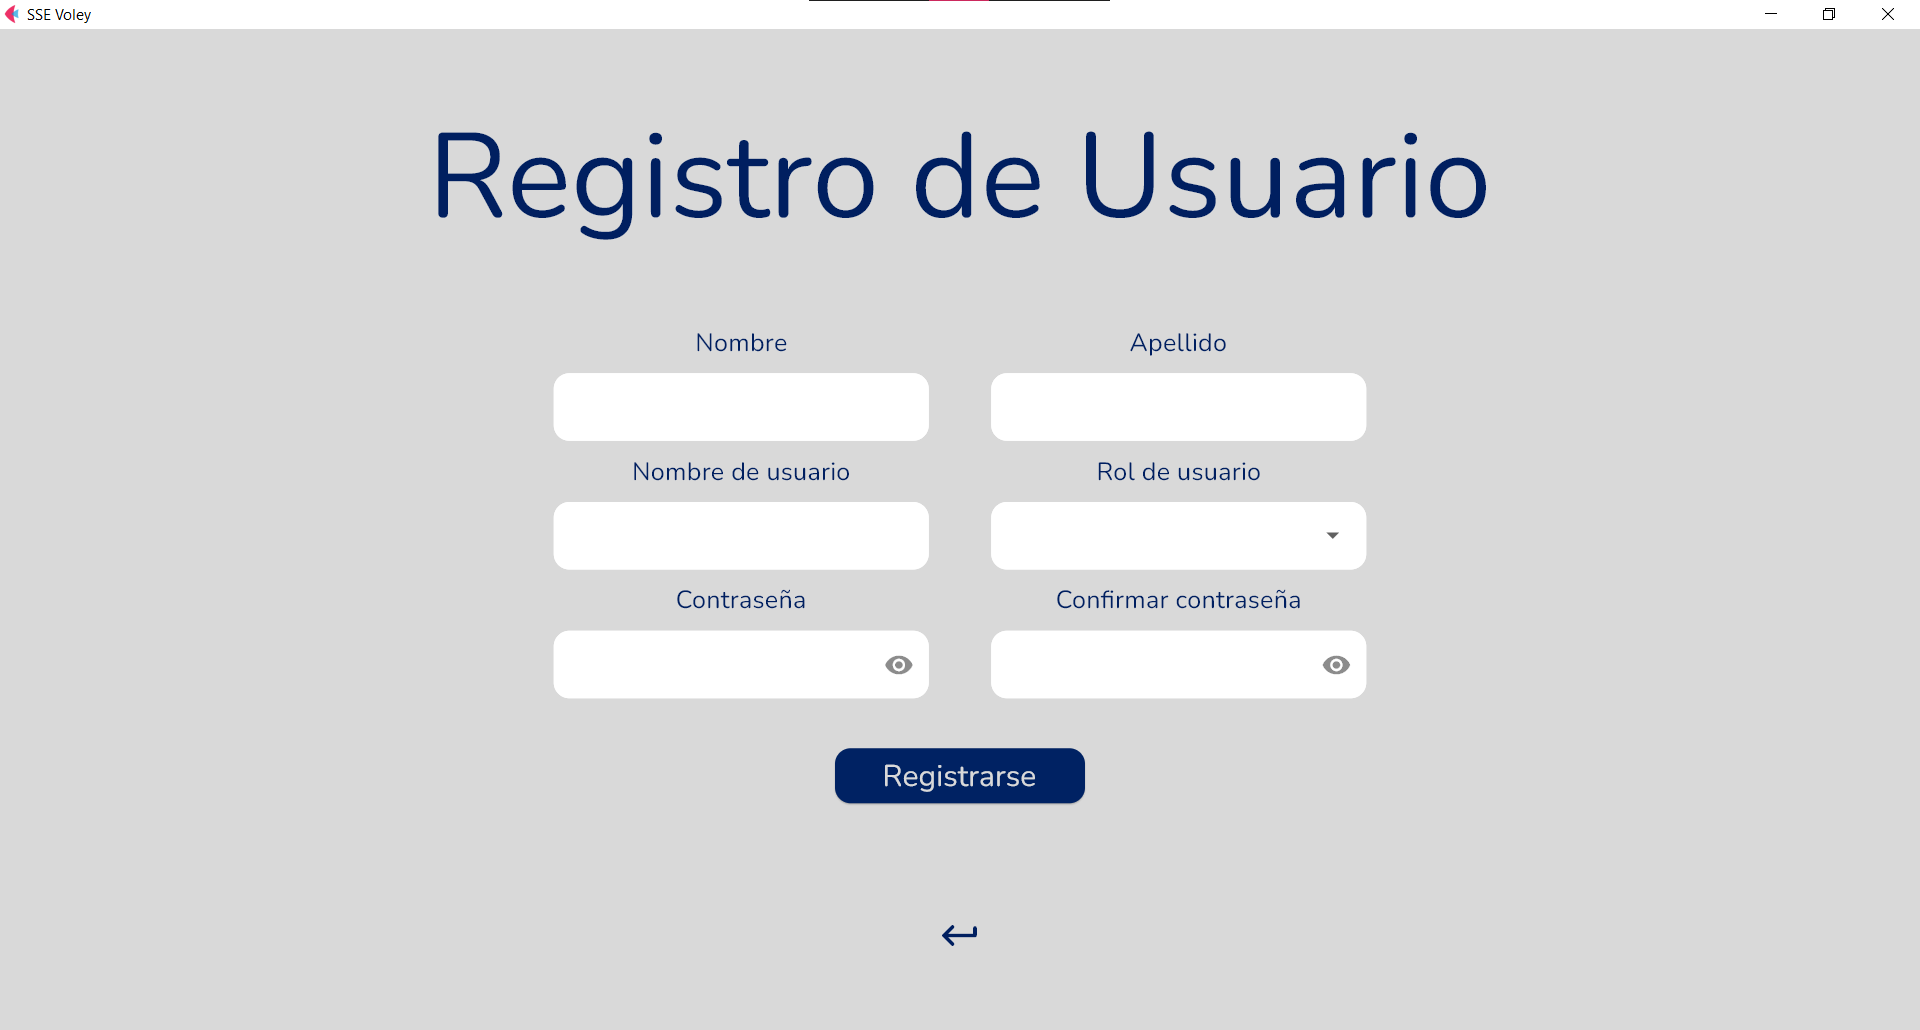 SSE Voley
Registro de Usuario
Nombre
Apellido
Nombre de usuario
Rol de usuario
Contraseña
Confirmar contraseña
Registrarse